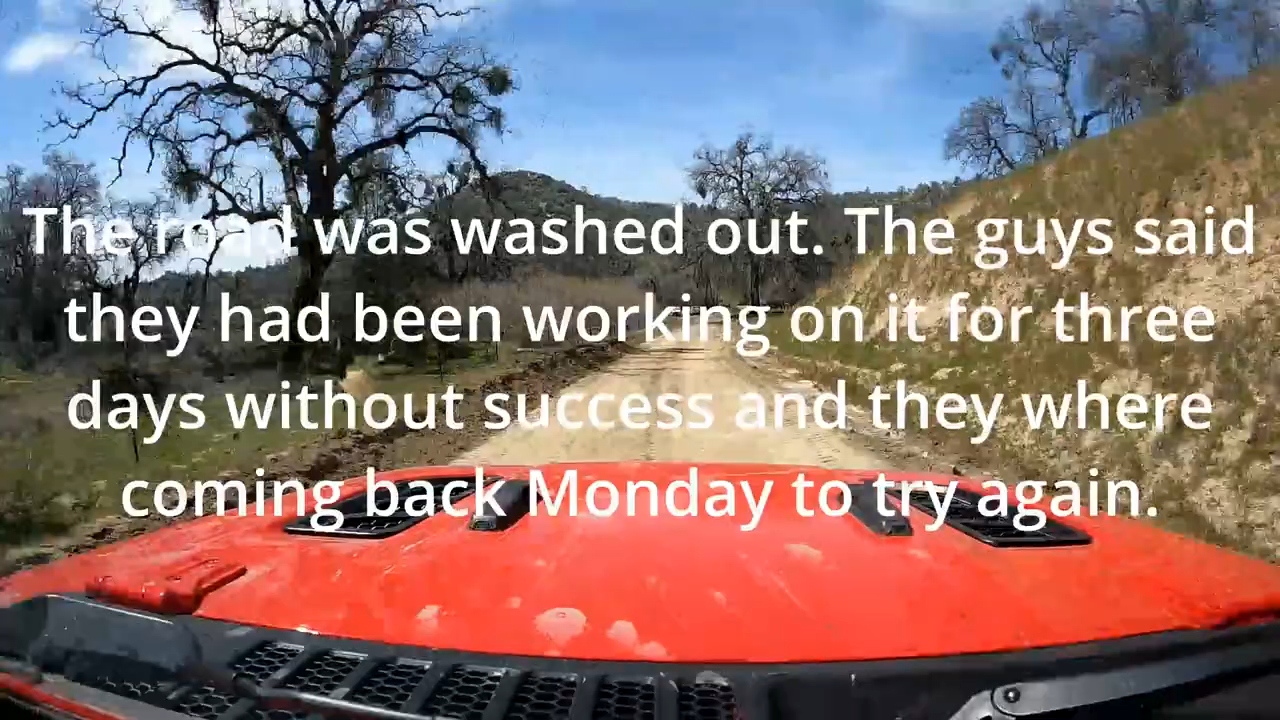 The road was washed out. The guys said
they had been working on it for three
days without success and they where
coming back Monday to try again.